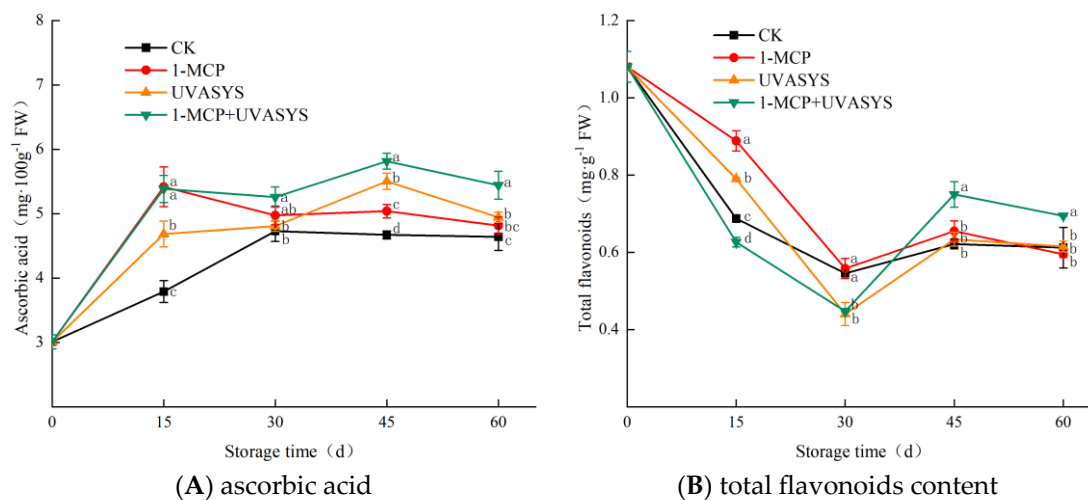 8
7
6
5
4
3
Ascorbic acid（mg·100g⁻¹ FW）
CK
1-MCP
UVASYS
1-MCP+UVASYS
a
a
b
c
a
ab
b
b
a
b
c
d
a
b
bc
c
0 15 30 45 60
Storage time（d）
(A) ascorbic acid
1.2
1.0
0.8
0.6
0.4
Total flavonoids（mg·g⁻¹ FW）
CK
1-MCP
UVASYS
1-MCP+UVASYS
a
b
c
d
a
a
b
b
a
b
b
b
a
b
b
b
0 15 30 45 60
Storage time（d）
(B) total flavonoids content